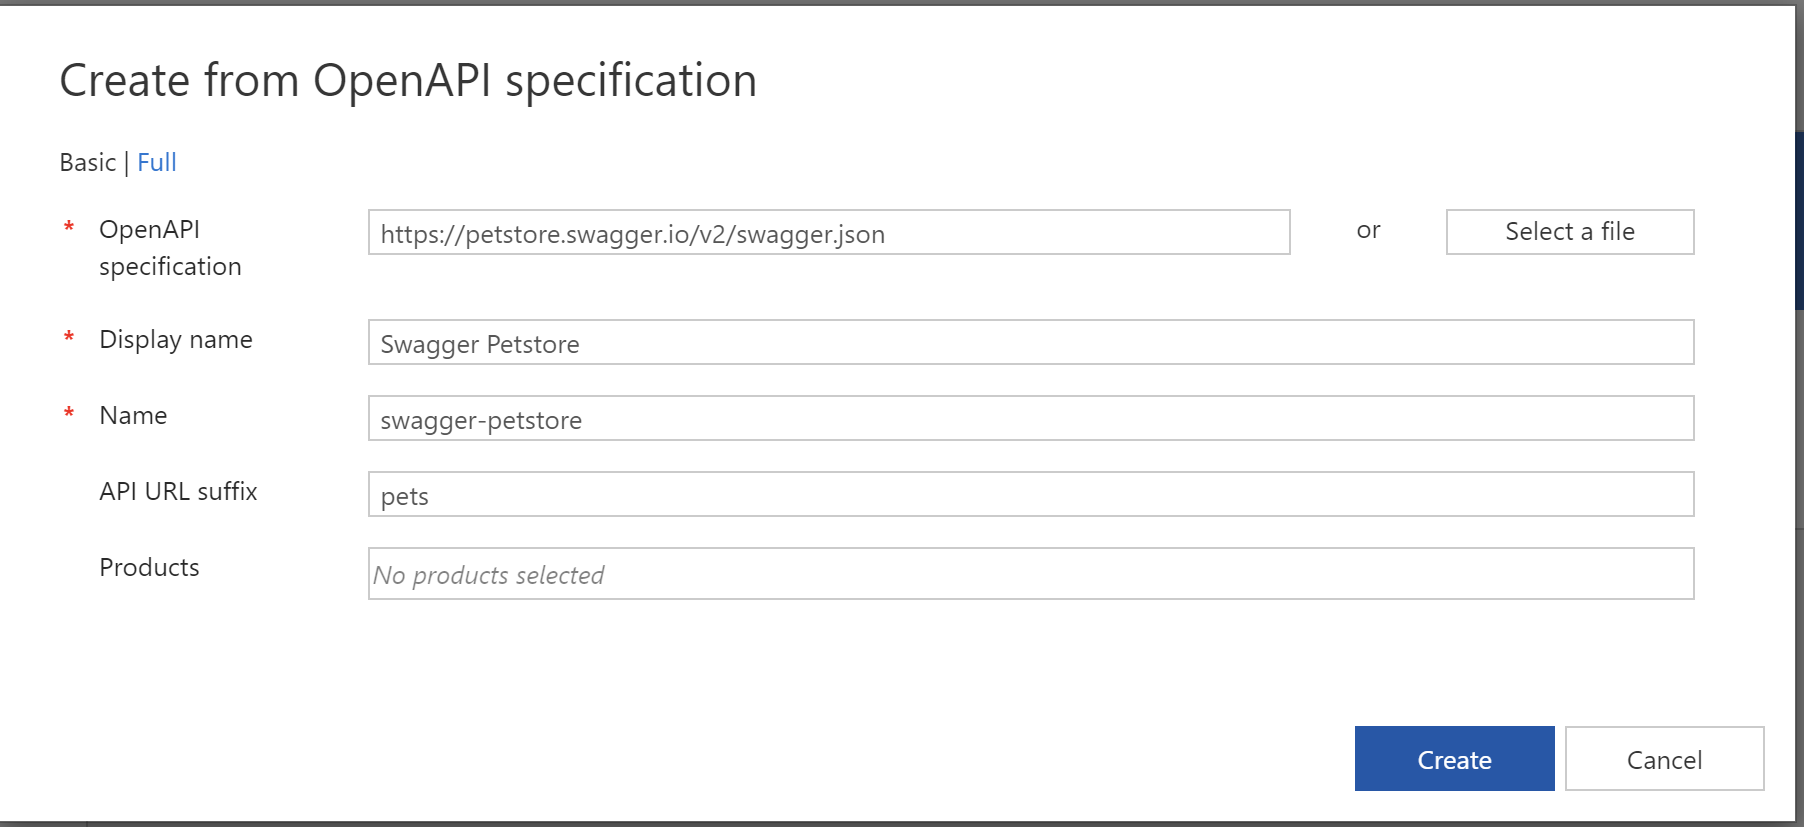 Create from OpenAPI specification
Basic | Full
* OpenAPI specification
https://petstore.swagger.io/v2/swagger.json or Select a file
* Display name Swagger Petstore
* Name swagger-petstore
API URL suffix pets
Products No products selected
Create Cancel